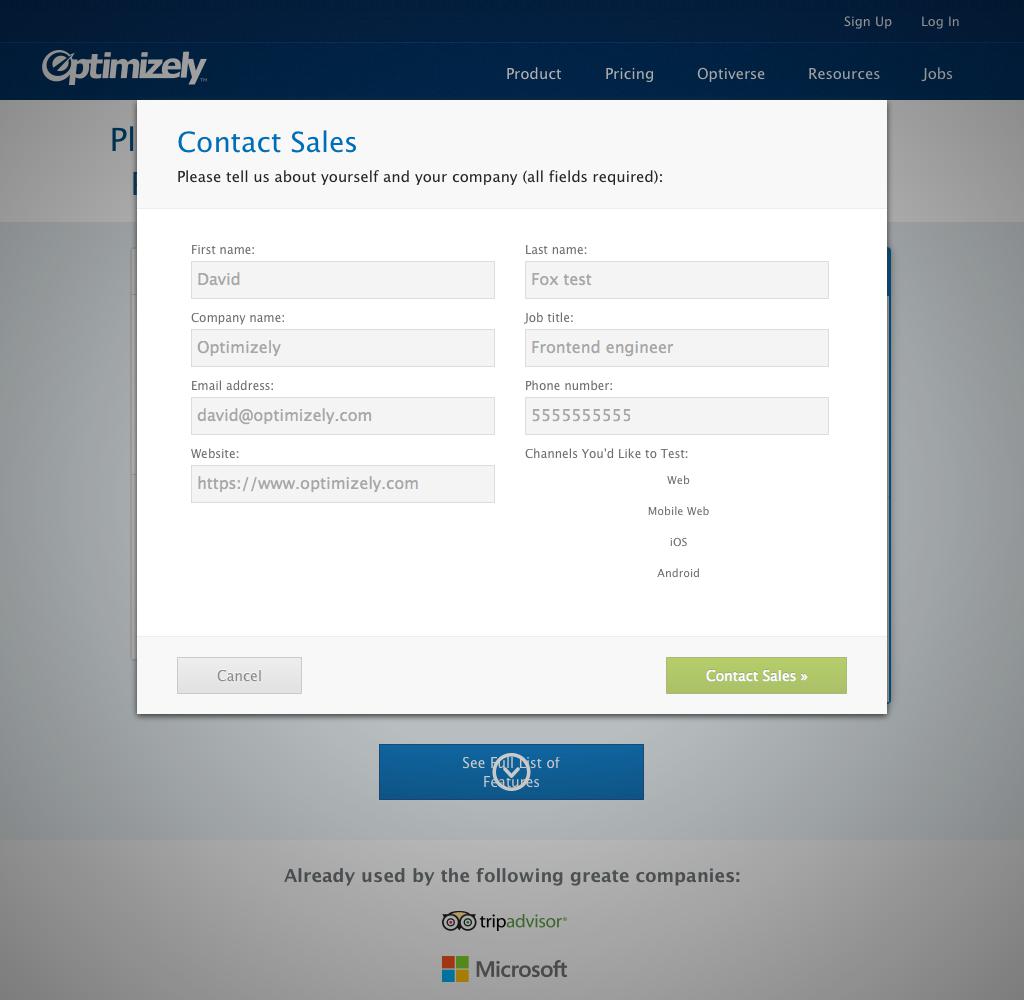 Sign Up Log In
Optimizely™
Product Pricing Optiverse Resources Jobs
Pl
Contact Sales
Please tell us about yourself and your company (all fields required):
First name: Last name:
David Fox test
Company name: Job title:
Optimizely Frontend engineer
Email address: Phone number:
david@optimizely.com 5555555555
Website: Channels You'd Like to Test:
https://www.optimizely.com
Web
Mobile Web
iOS
Android
Cancel Contact Sales »
See Full List of
Features
Already used by the following greate companies:
tripadvisor®
Microsoft